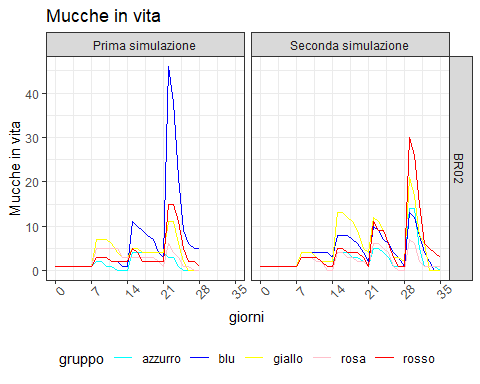 Mucche in vita
Prima simulazione
Seconda simulazione
BR02
Mucche in vita
40
30
20
10
0
0 7 14 21 28 35
0 7 14 21 28 35
giorni
gruppo azzurro blu giallo rosa rosso